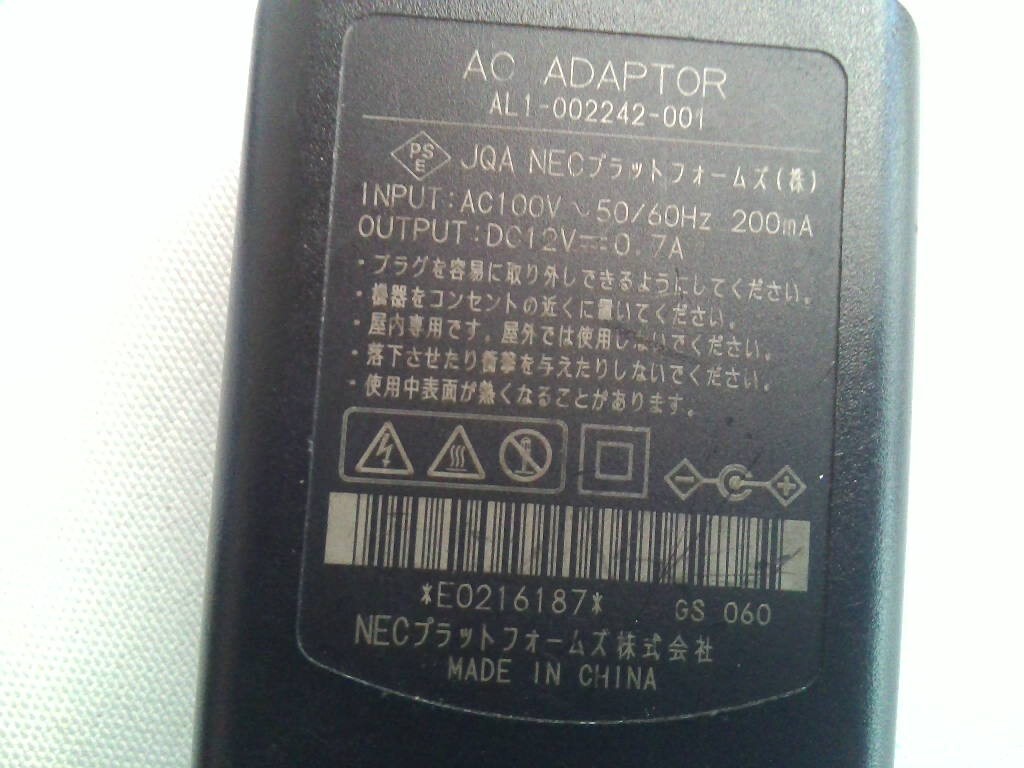 AC ADAPTOR
AL1-002242-001
PS E JQA NECプラットフォームズ(株)
INPUT:AC100V ~ 50/60Hz 200mA
OUTPUT:DC12V⎓0.7A
・プラグを容易に取り外しできるようにしてください。
・機器をコンセントの近くに置いてください。
・屋内専用です。屋外では使用しないでください。
・落下させたり衝撃を与えたりしないでください。
・使用中表面が熱くなることがあります。
*E0216187* GS 060
NECプラットフォームズ株式会社
MADE IN CHINA